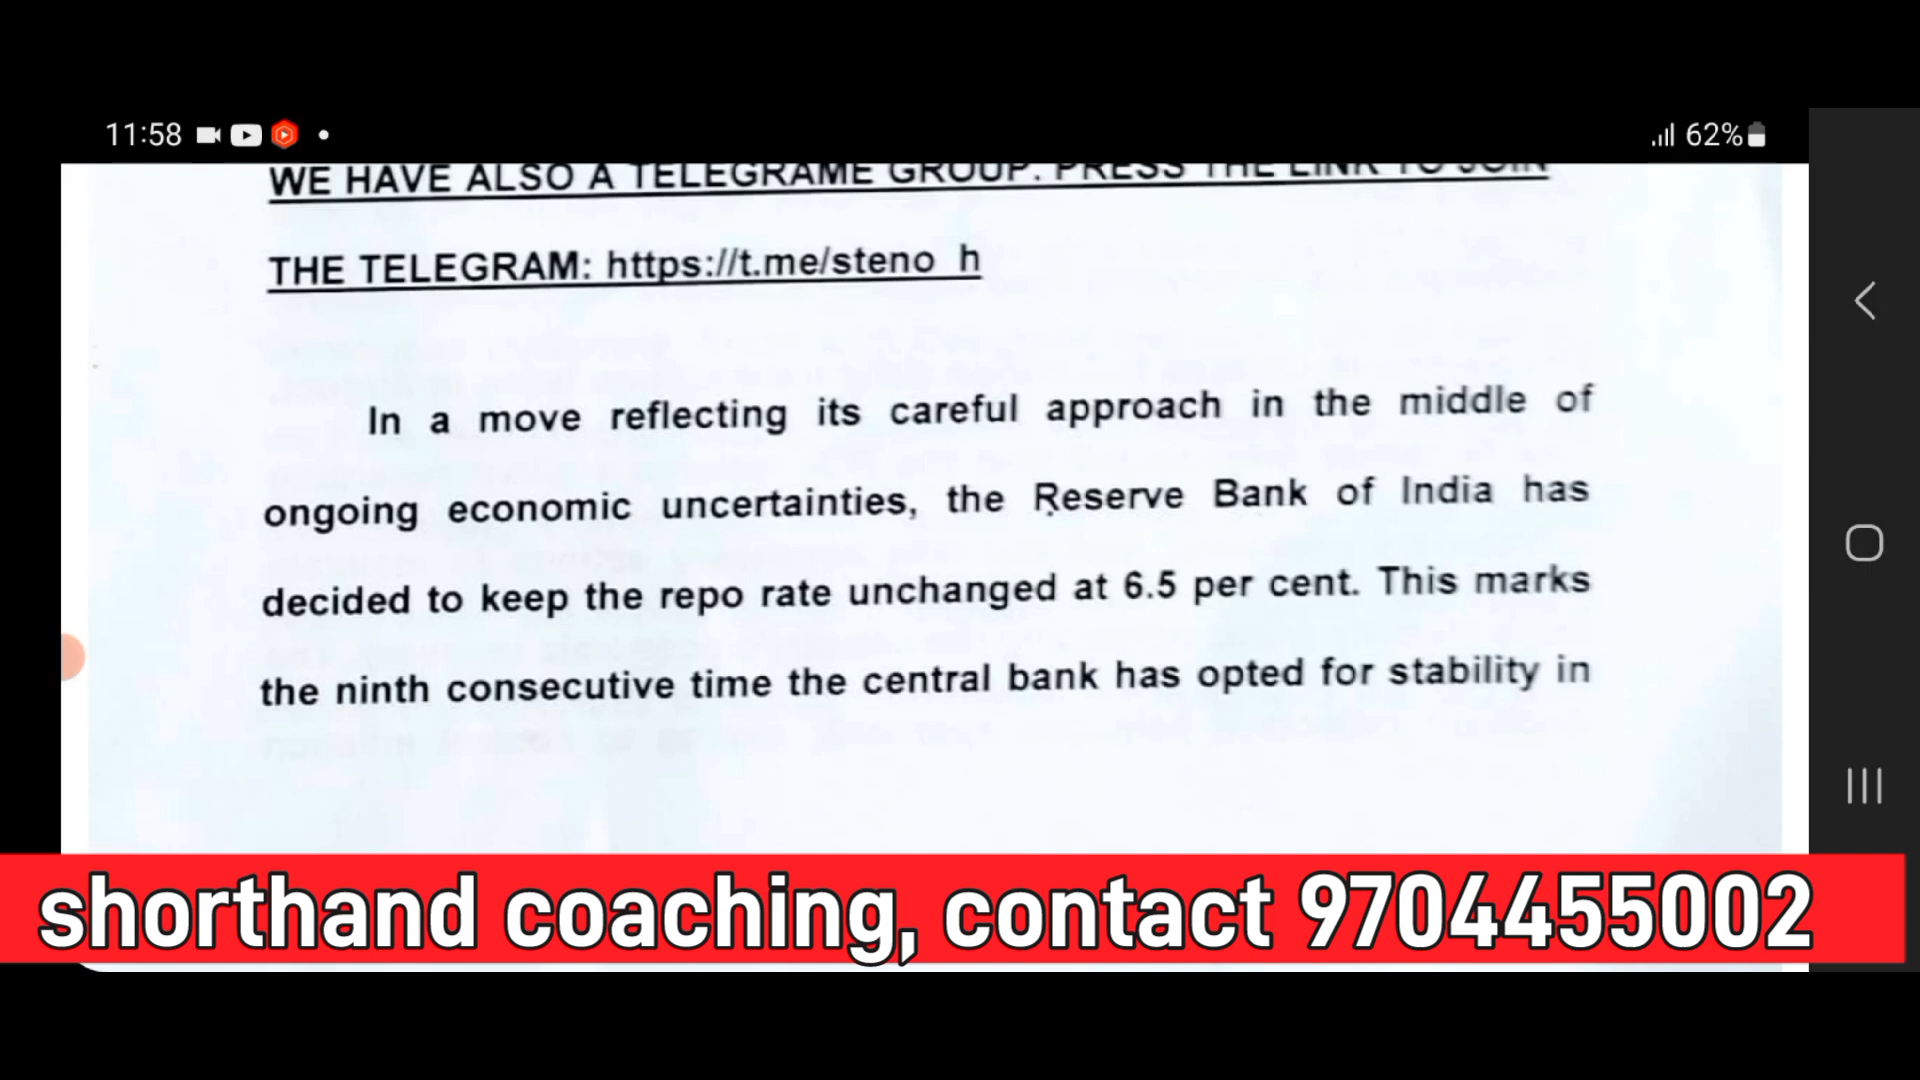 11:58
62%
WE HAVE ALSO A TELEGRAME GROUP. PRESS THE LINK TO JOIN
THE TELEGRAM: https://t.me/steno_h
In a move reflecting its careful approach in the middle of
ongoing economic uncertainties, the Reserve Bank of India has
decided to keep the repo rate unchanged at 6.5 per cent. This marks
the ninth consecutive time the central bank has opted for stability in
shorthand coaching, contact 9704455002